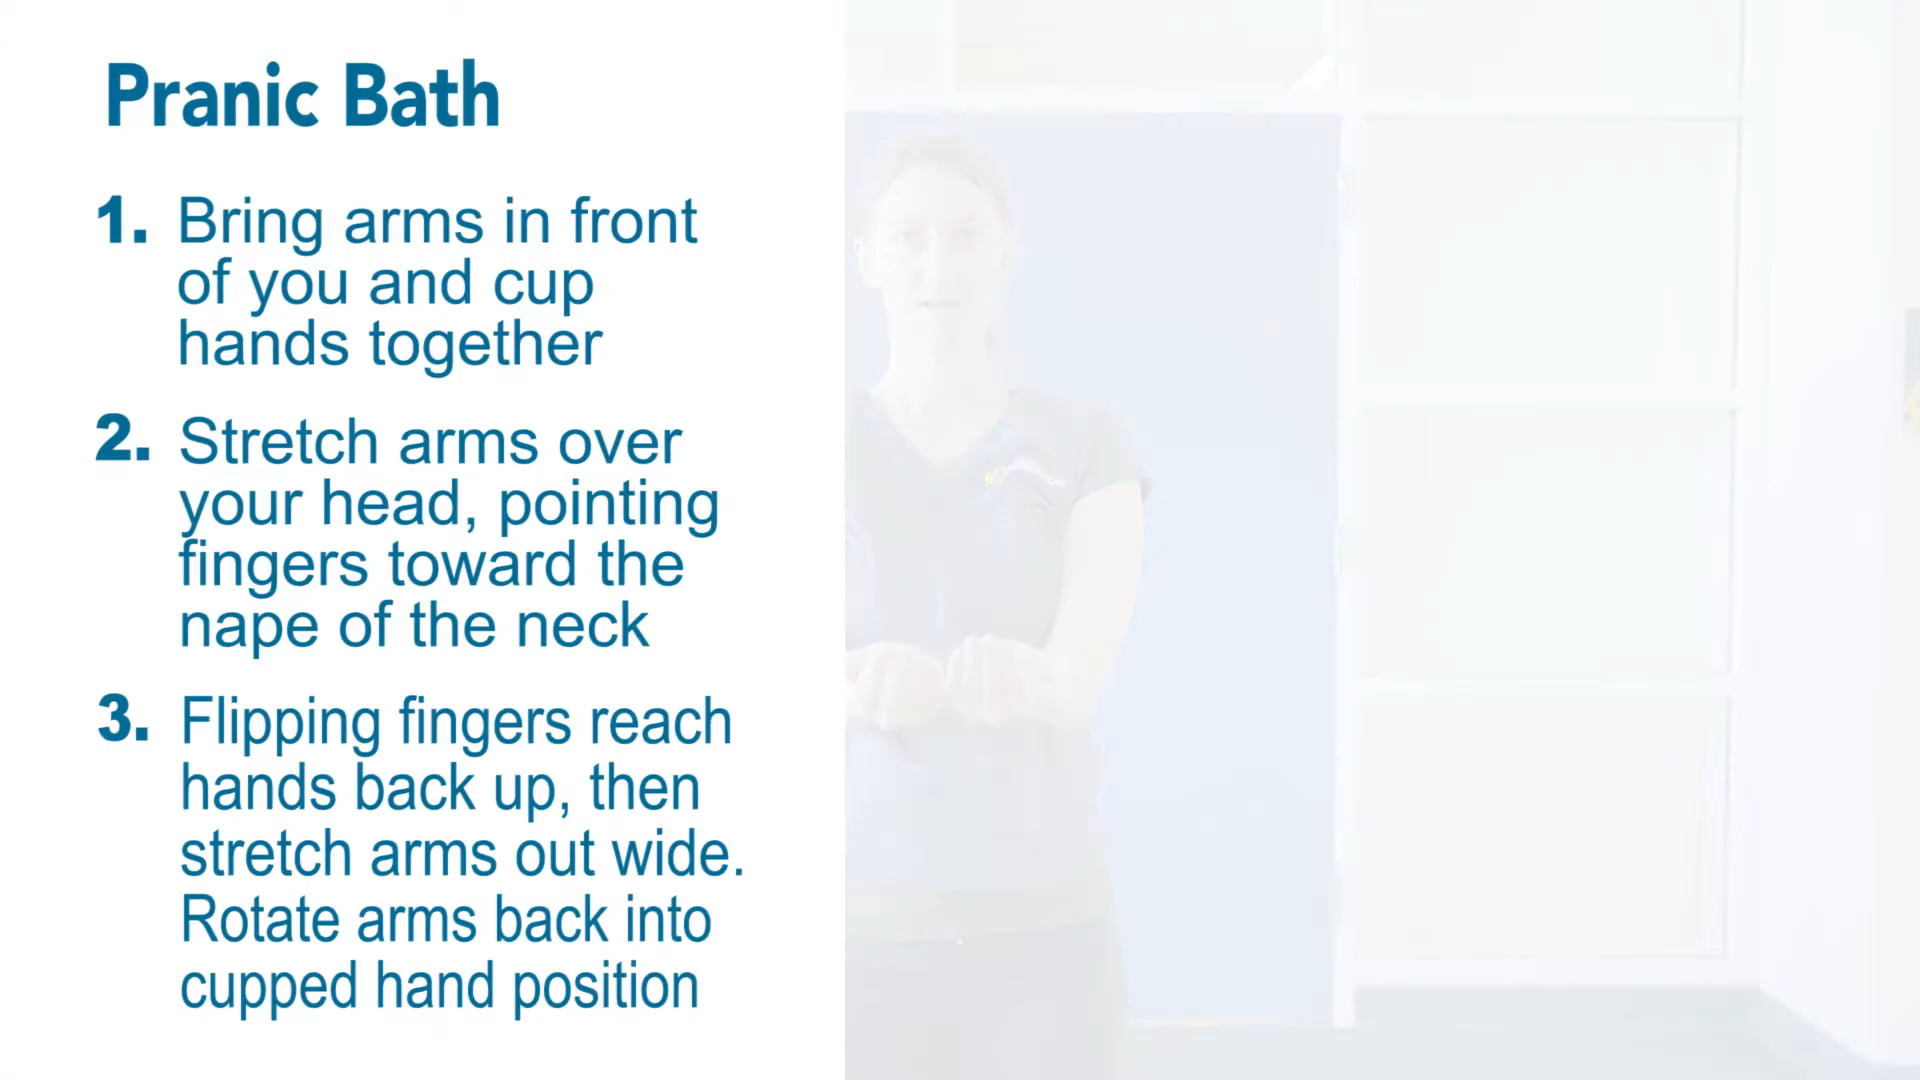 Pranic Bath
1. Bring arms in front
of you and cup
hands together
2. Stretch arms over
your head, pointing
fingers toward the
nape of the neck
3. Flipping fingers reach
hands back up, then
stretch arms out wide.
Rotate arms back into
cupped hand position